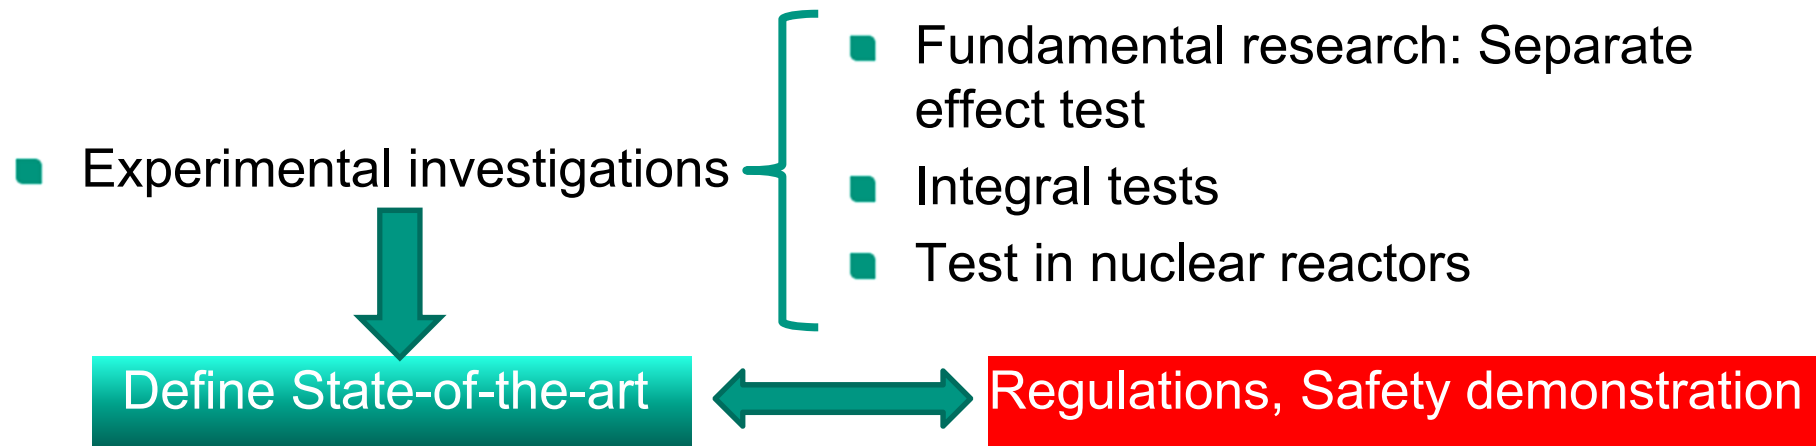 Experimental investigations
Fundamental research: Separate
effect test
Integral tests
Test in nuclear reactors
Define State-of-the-art
Regulations, Safety demonstration